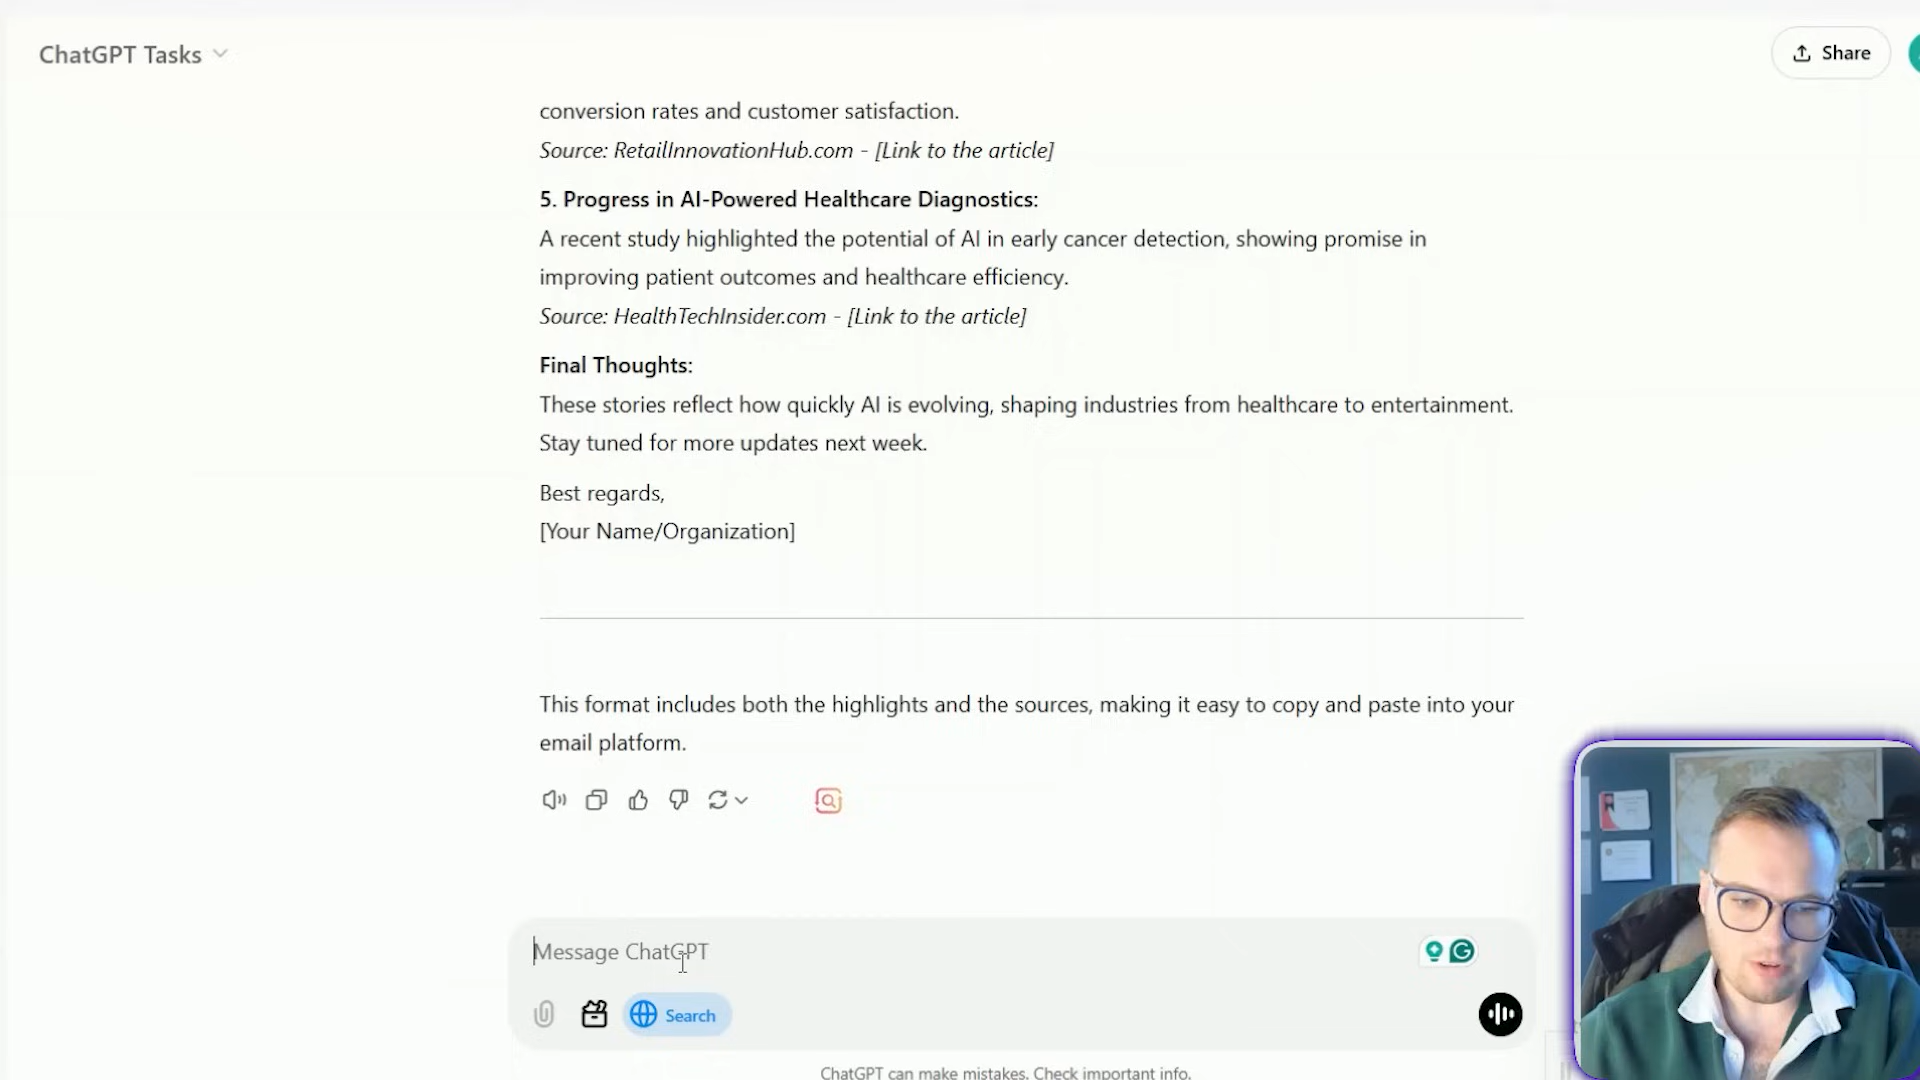 ChatGPT Tasks
Share
conversion rates and customer satisfaction.
Source: RetailInnovationHub.com - [Link to the article]
5. Progress in AI-Powered Healthcare Diagnostics:
A recent study highlighted the potential of AI in early cancer detection, showing promise in
improving patient outcomes and healthcare efficiency.
Source: HealthTechInsider.com - [Link to the article]
Final Thoughts:
These stories reflect how quickly AI is evolving, shaping industries from healthcare to entertainment.
Stay tuned for more updates next week.
Best regards,
[Your Name/Organization]
This format includes both the highlights and the sources, making it easy to copy and paste into your
email platform.
Message ChatGPT
Search
ChatGPT can make mistakes. Check important info.